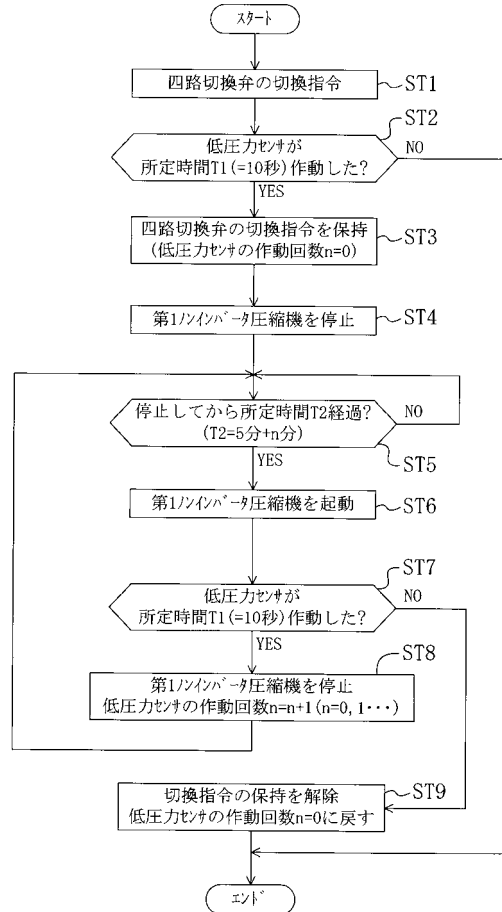 スタート
四路切換弁の切換指令
ST1
ST2
低圧力センサが
所定時間T1(=10秒)作動した?
NO
YES
四路切換弁の切換指令を保持
(低圧力センサの作動回数n=0)
ST3
第1ノンインバータ圧縮機を停止
ST4
停止してから所定時間T2経過?
(T2=5分+n分)
NO
YES
ST5
第1ノンインバータ圧縮機を起動
ST6
ST7
低圧力センサが
所定時間T1(=10秒)作動した?
NO
YES
ST8
第1ノンインバータ圧縮機を停止
低圧力センサの作動回数n=n+1(n=0,1・・・)
切換指令の保持を解除
低圧力センサの作動回数n=0に戻す
ST9
エンド